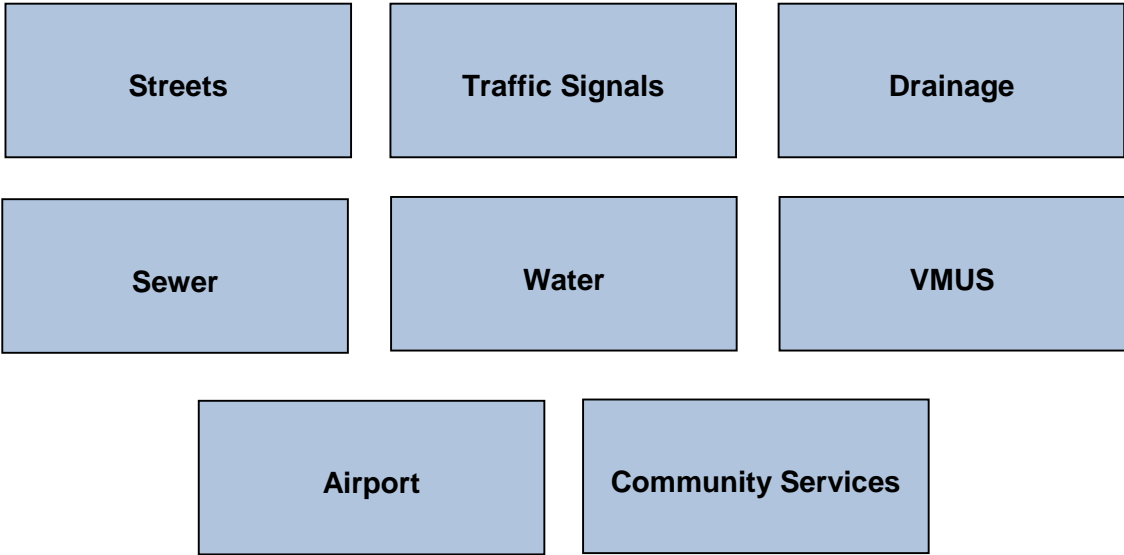 Streets
Traffic Signals
Drainage
Sewer
Water
VMUS
Airport
Community Services